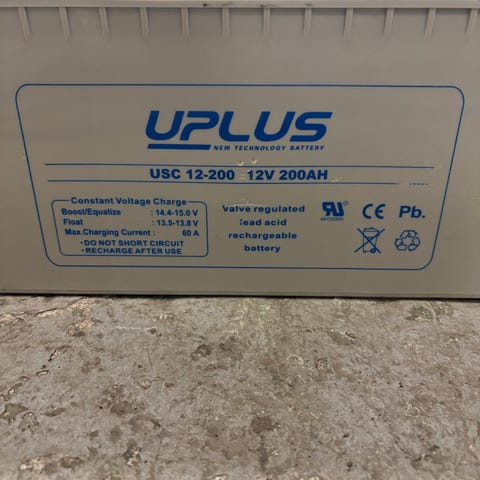 UPLUS
NEW TECHNOLOGY BATTERY
USC 12-200 12V 200AH
Constant Voltage Charge
Boost/Equalize : 14.4-15.0 V
Float : 13.5-13.8 V
Max.Charging Current : 60 A
•DO NOT SHORT CIRCUIT
•RECHARGE AFTER USE
valve regulated
lead acid
rechargeable
battery
CE Pb.